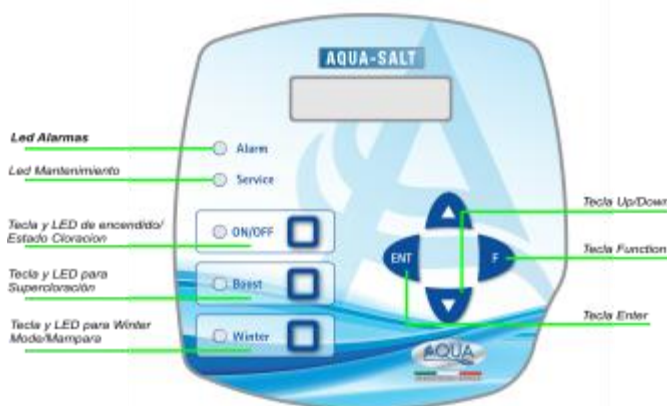 AQUA-SALT
Led Alarmas
Alarm
Led Mantenimiento
Service
Tecla y LED de encendido/
Estado Cloracion
ON/OFF
Tecla y LED para
Supercloración
Boost
Tecla y LED para Winter
Mode/Mampara
Winter
Tecla Up/Down
ENT
F
Tecla Function
Tecla Enter
AQUA